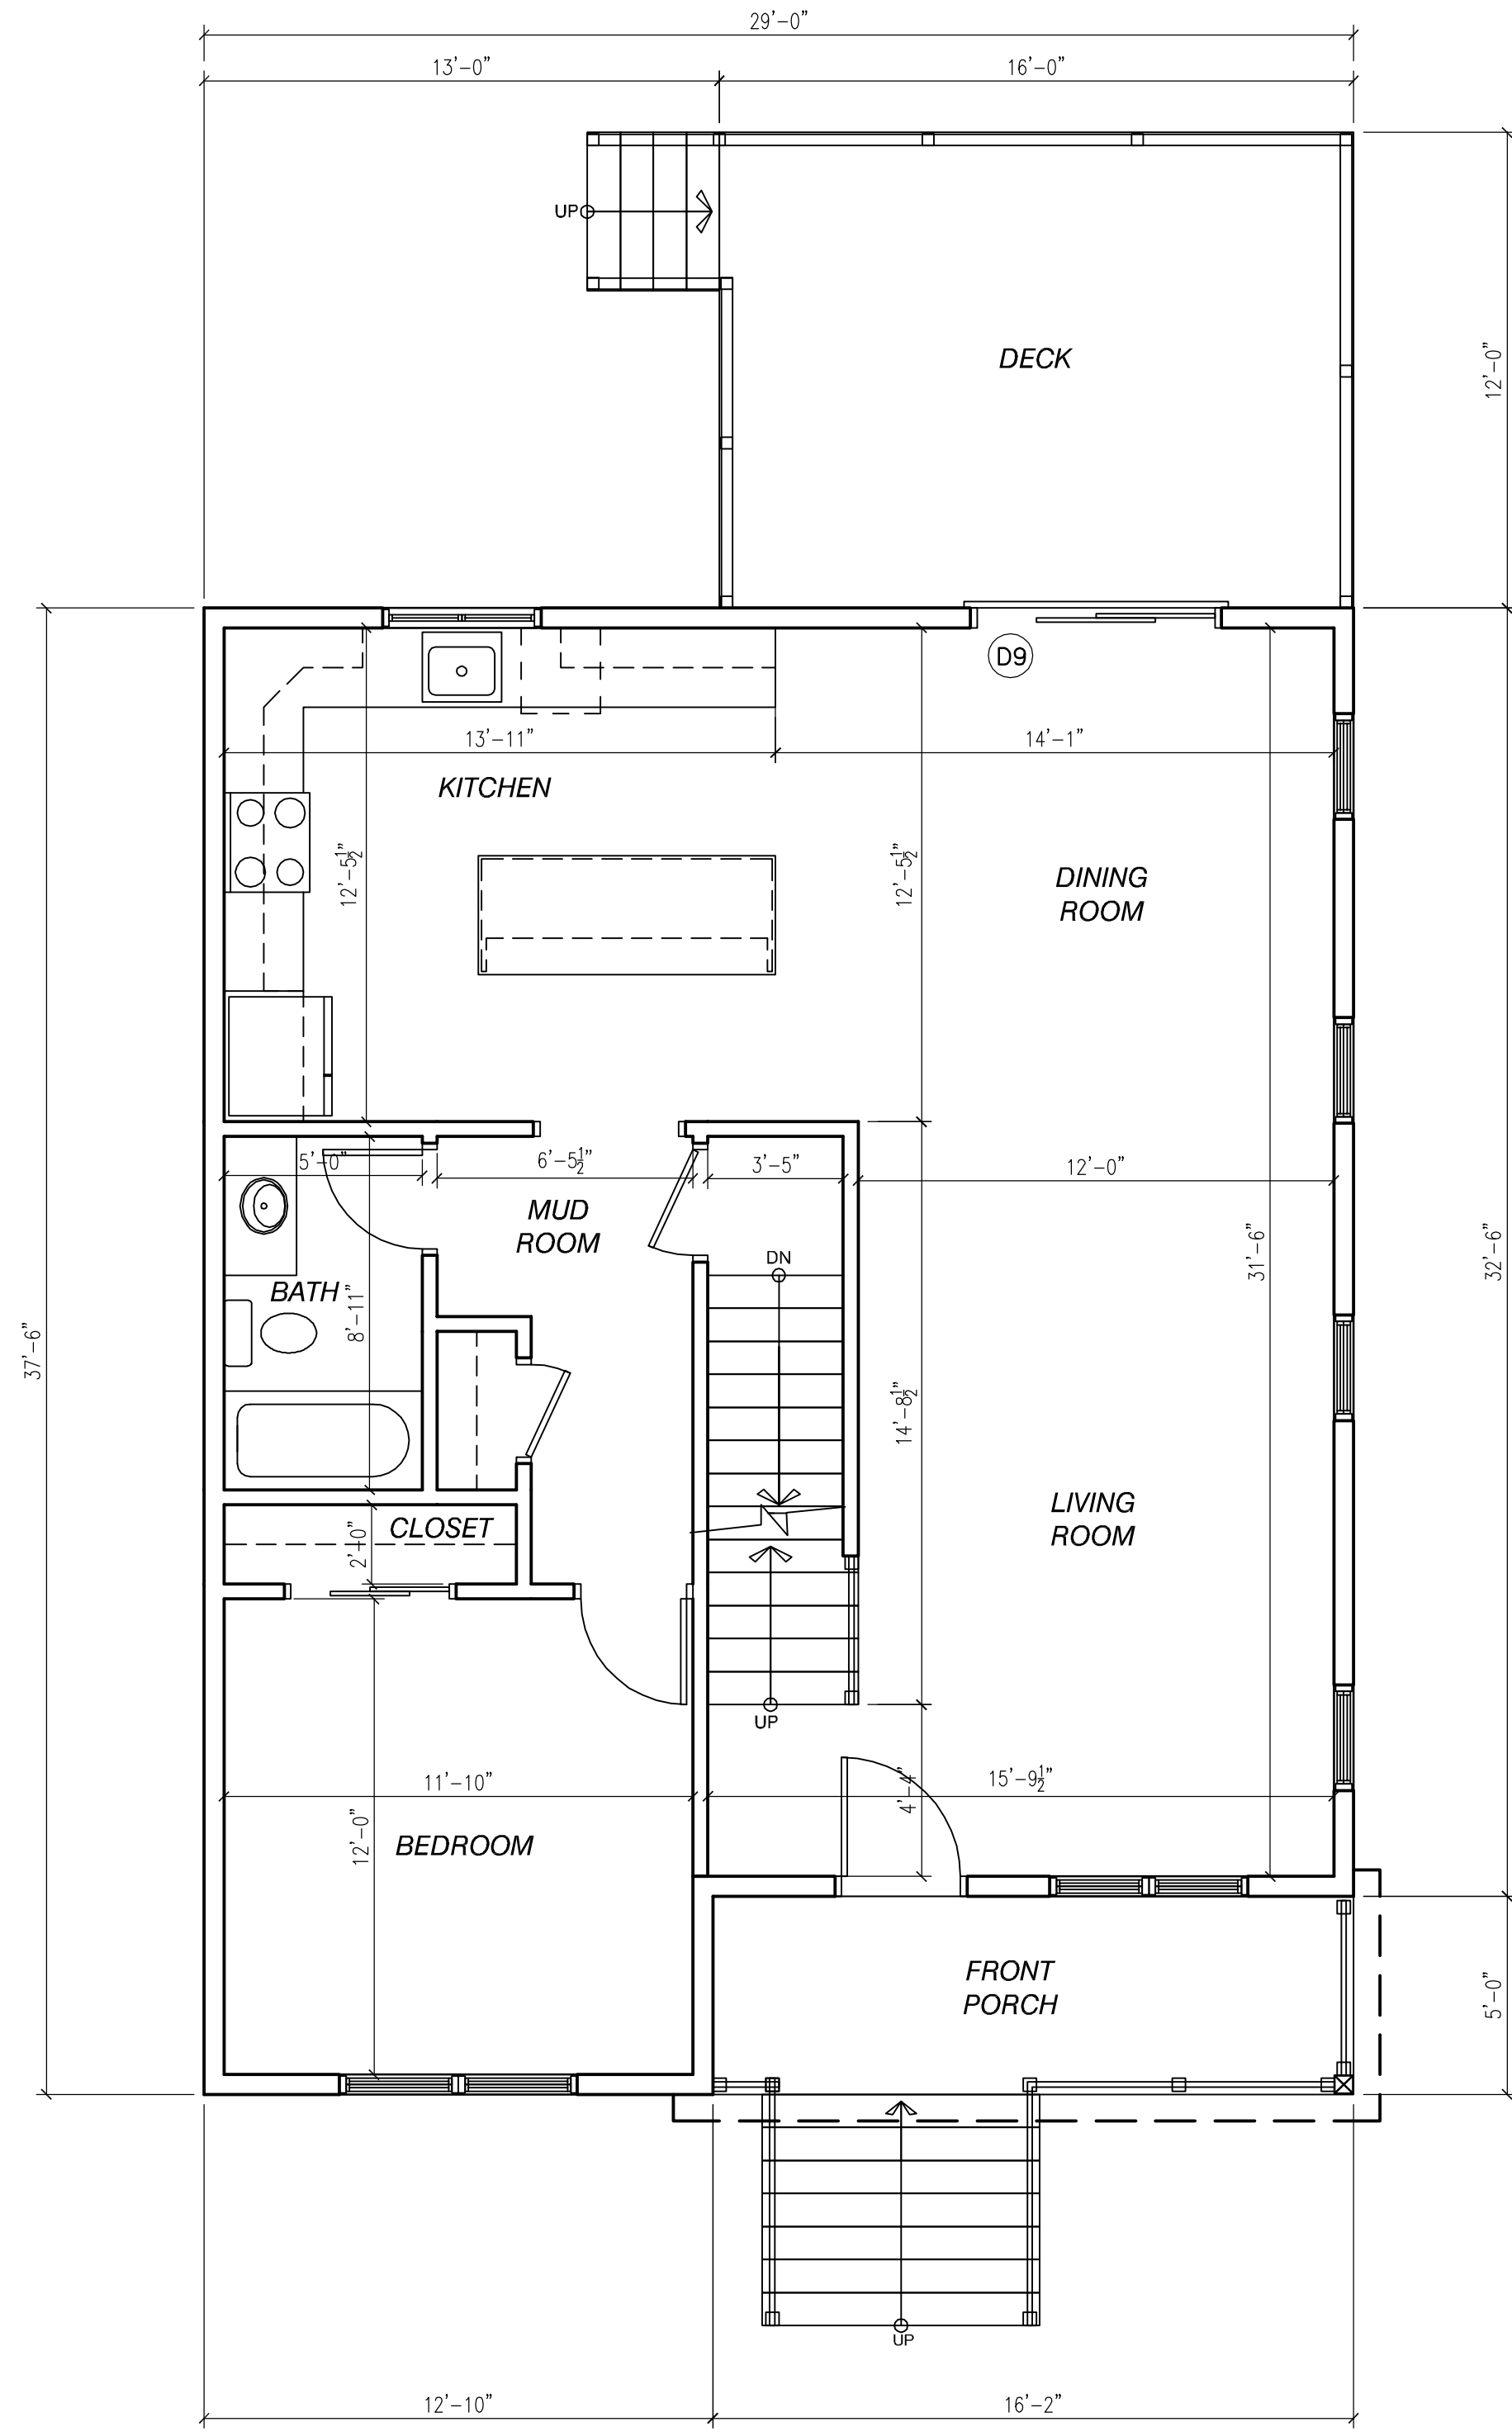 29'-0"
13'-0"
16'-0"
UP
DECK
12'-0"
D9
13'-11"
14'-1"
KITCHEN
12'-5½"
12'-5½"
DINING
ROOM
5'-0"
6'-5½"
3'-5"
12'-0"
MUD
ROOM
DN
31'-6"
32'-6"
BATH
8'-11"
37'-6"
14'-8½"
CLOSET
2'-0"
LIVING
ROOM
UP
11'-10"
4'-4"
15'-9½"
12'-0"
BEDROOM
FRONT
PORCH
5'-0"
UP
12'-10"
16'-2"